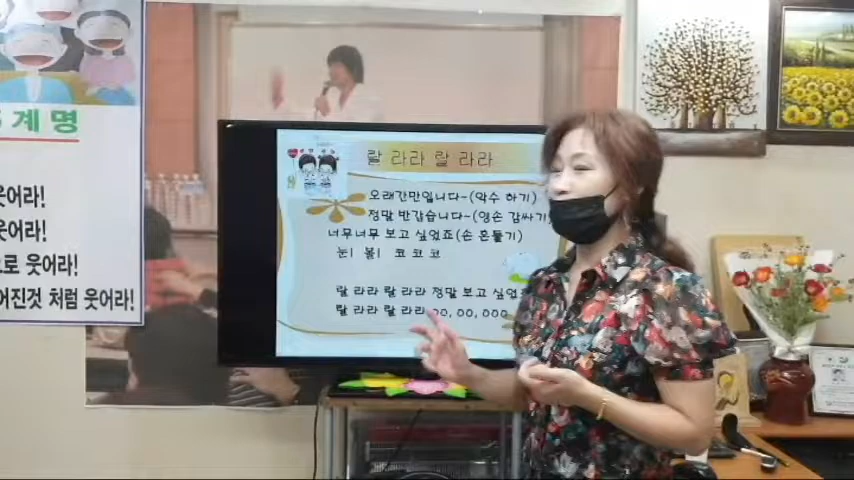 계명
웃어라!
웃어라!
로 웃어라!
어진것 처럼 웃어라!
랄 라라 랄 라라
오래간만입니다~(악수 하기)
정말 반갑습니다~(양손 감싸기)
너무너무 보고 싶었죠(손 흔들기)
눈! 볼! 코 코 코
랄 라라 랄 라라 정말 보고 싶었
랄 라라 랄 라라 oo, oo, ooo